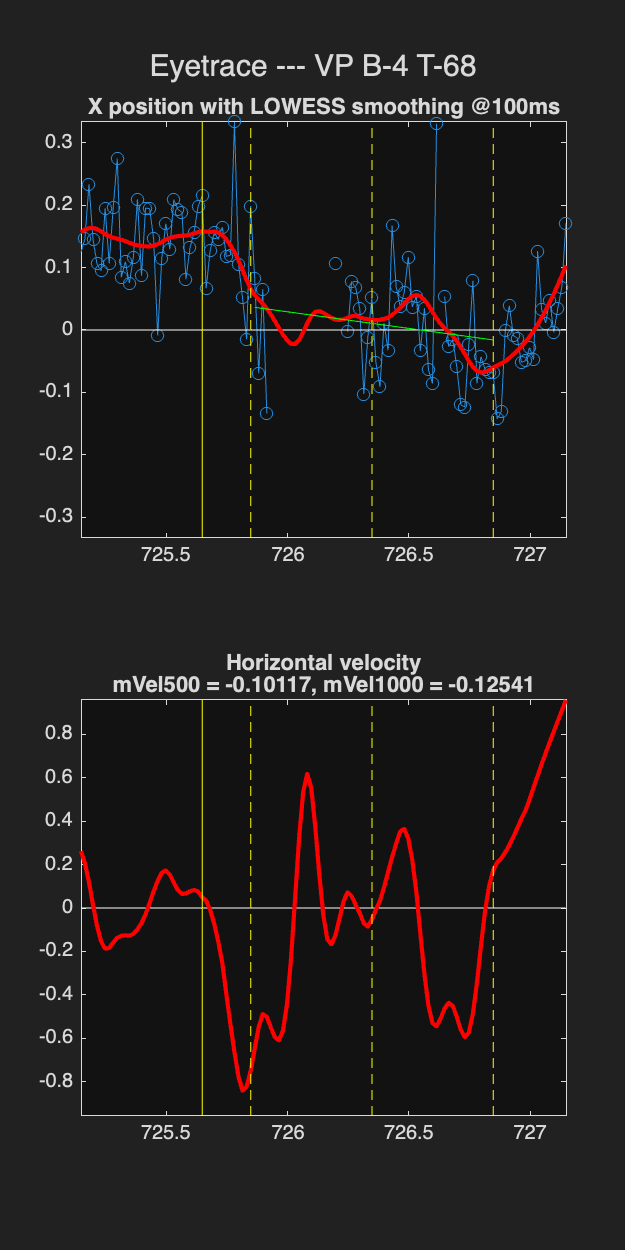 Eyetrace --- VP B-4 T-68
X position with LOWESS smoothing @100ms
0.3
0.2
0.1
0
-0.1
-0.2
-0.3
725.5 726 726.5 727
Horizontal velocity
mVel500 = -0.10117, mVel1000 = -0.12541
0.8
0.6
0.4
0.2
0
-0.2
-0.4
-0.6
-0.8
725.5 726 726.5 727